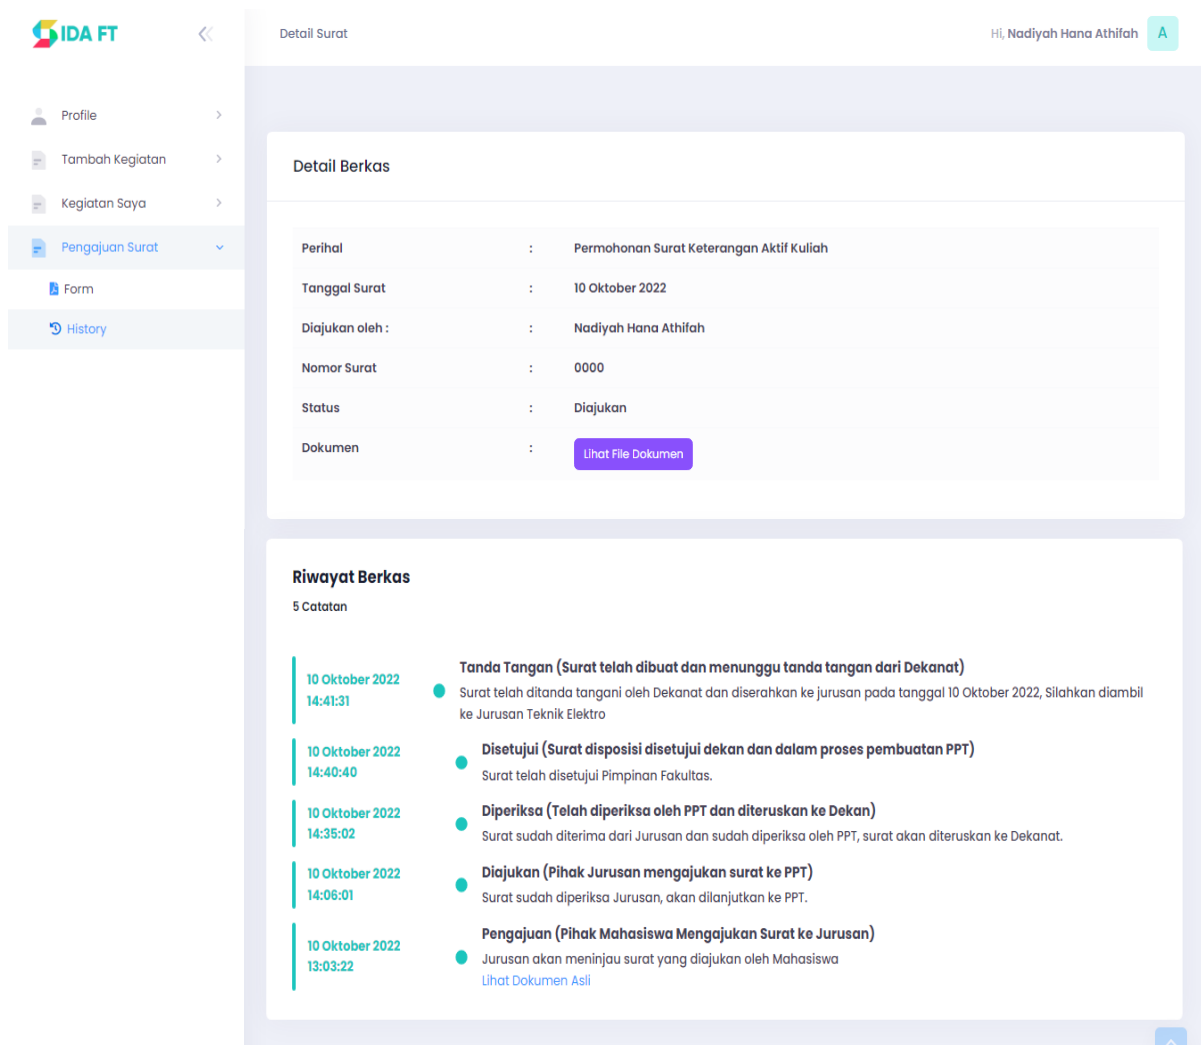 SIDA FT
Detail Surat
Hi, Nadiyah Hana Athifah A
Profile
Tambah Kegiatan
Kegiatan Saya
Pengajuan Surat
Form
History
Detail Berkas
Perihal : Permohonan Surat Keterangan Aktif Kuliah
Tanggal Surat : 10 Oktober 2022
Diajukan oleh : : Nadiyah Hana Athifah
Nomor Surat : 0000
Status : Diajukan
Dokumen : Lihat File Dokumen
Riwayat Berkas
5 Catatan
10 Oktober 2022
14:41:31
Tanda Tangan (Surat telah dibuat dan menunggu tanda tangan dari Dekanat)
Surat telah ditanda tangani oleh Dekanat dan diserahkan ke jurusan pada tanggal 10 Oktober 2022, Silahkan diambil
ke Jurusan Teknik Elektro
10 Oktober 2022
14:40:40
Disetujui (Surat disposisi disetujui dekan dan dalam proses pembuatan PPT)
Surat telah disetujui Pimpinan Fakultas.
10 Oktober 2022
14:35:02
Diperiksa (Telah diperiksa oleh PPT dan diteruskan ke Dekan)
Surat sudah diterima dari Jurusan dan sudah diperiksa oleh PPT, surat akan diteruskan ke Dekanat.
10 Oktober 2022
14:06:01
Diajukan (Pihak Jurusan mengajukan surat ke PPT)
Surat sudah diperiksa Jurusan, akan dilanjutkan ke PPT.
10 Oktober 2022
13:03:22
Pengajuan (Pihak Mahasiswa Mengajukan Surat ke Jurusan)
Jurusan akan meninjau surat yang diajukan oleh Mahasiswa
Lihat Dokumen Asli